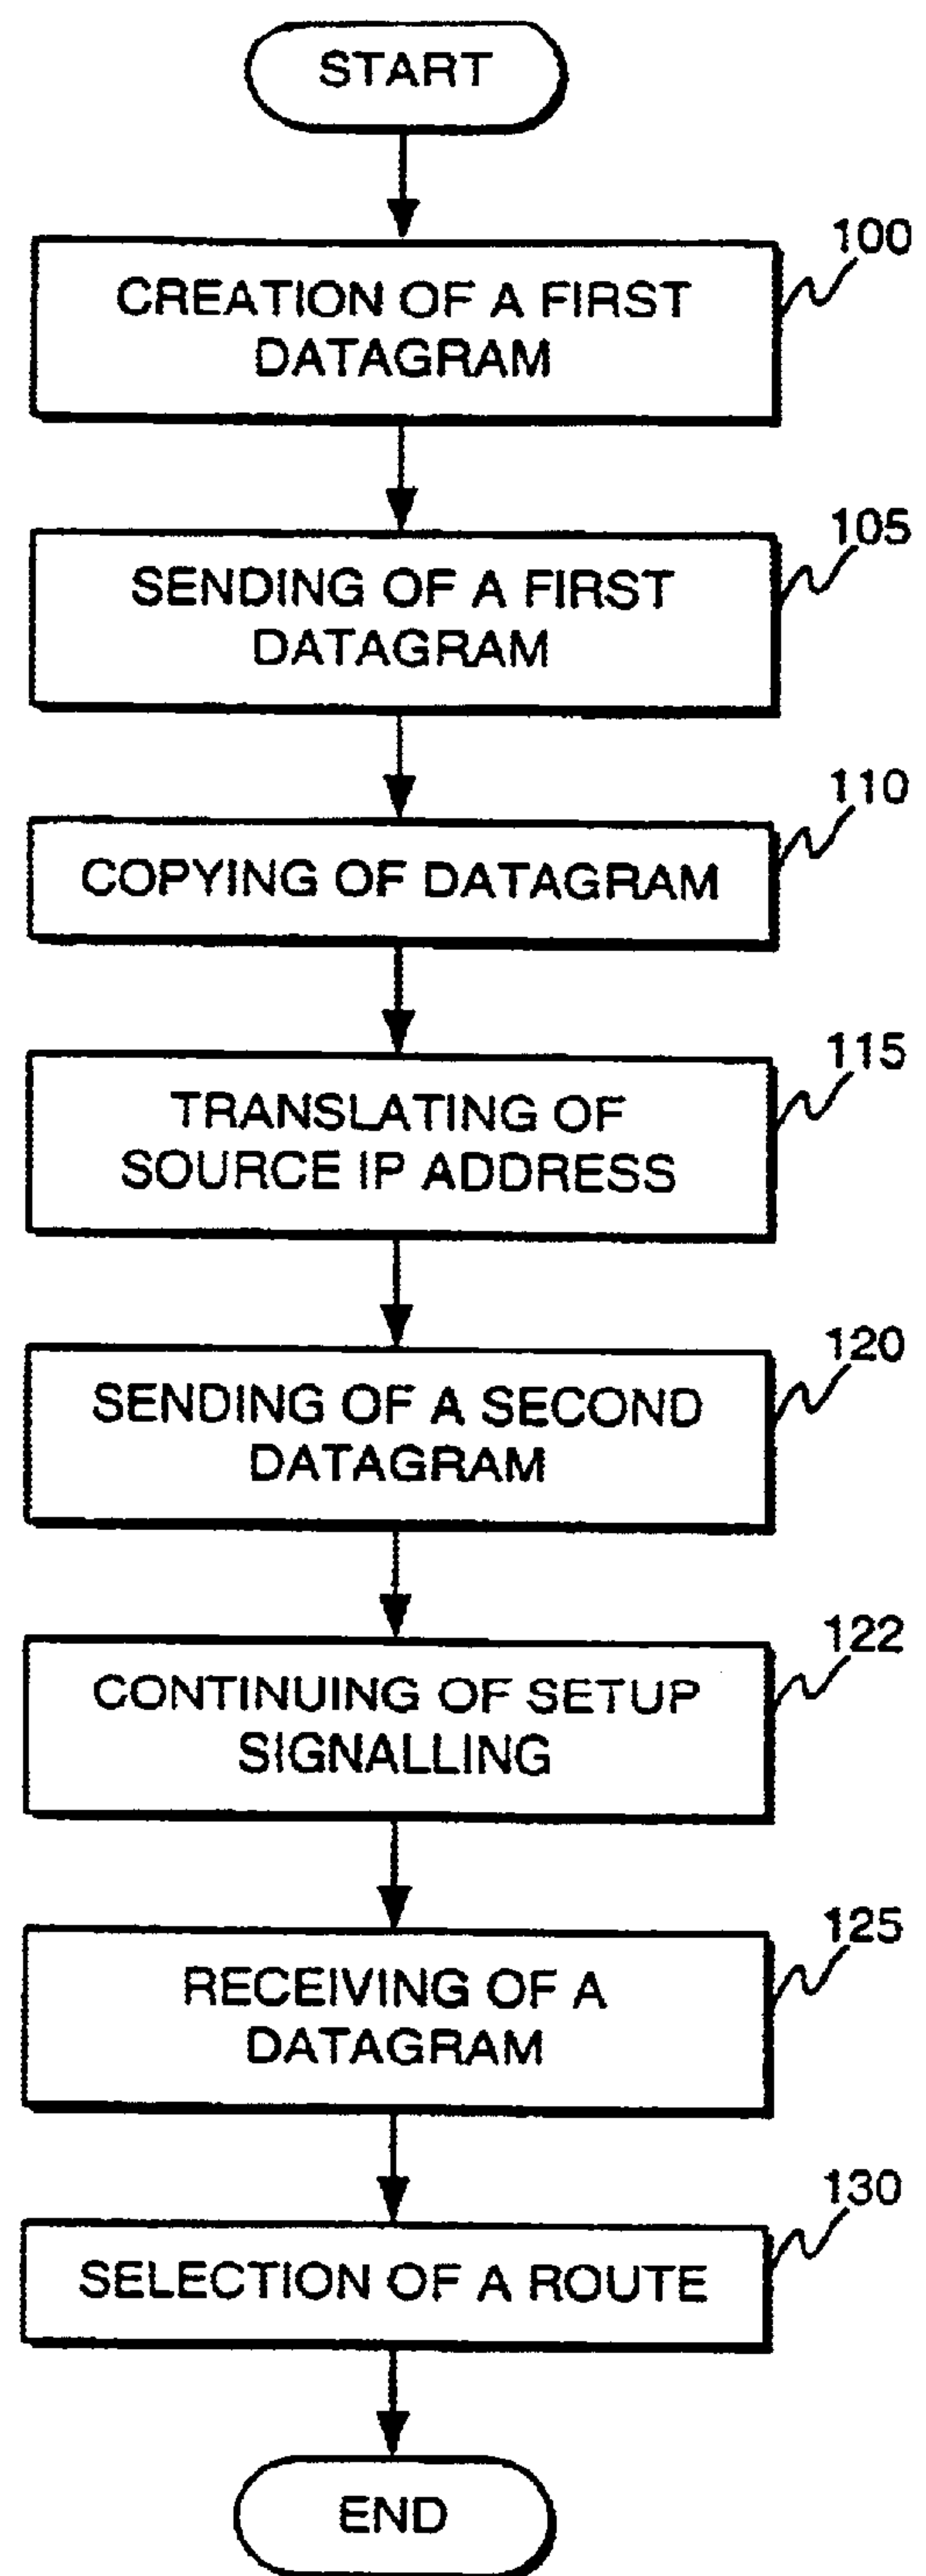 START
100
CREATION OF A FIRST
DATAGRAM
105
SENDING OF A FIRST
DATAGRAM
110
COPYING OF DATAGRAM
115
TRANSLATING OF
SOURCE IP ADDRESS
120
SENDING OF A SECOND
DATAGRAM
122
CONTINUING OF SETUP
SIGNALLING
125
RECEIVING OF A
DATAGRAM
130
SELECTION OF A ROUTE
END